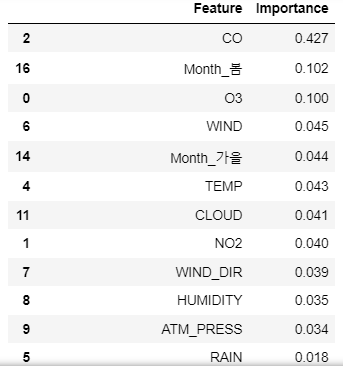 Feature Importance
2 CO 0.427
16 Month_봄 0.102
0 O3 0.100
6 WIND 0.045
14 Month_가을 0.044
4 TEMP 0.043
11 CLOUD 0.041
1 NO2 0.040
7 WIND_DIR 0.039
8 HUMIDITY 0.035
9 ATM_PRESS 0.034
5 RAIN 0.018